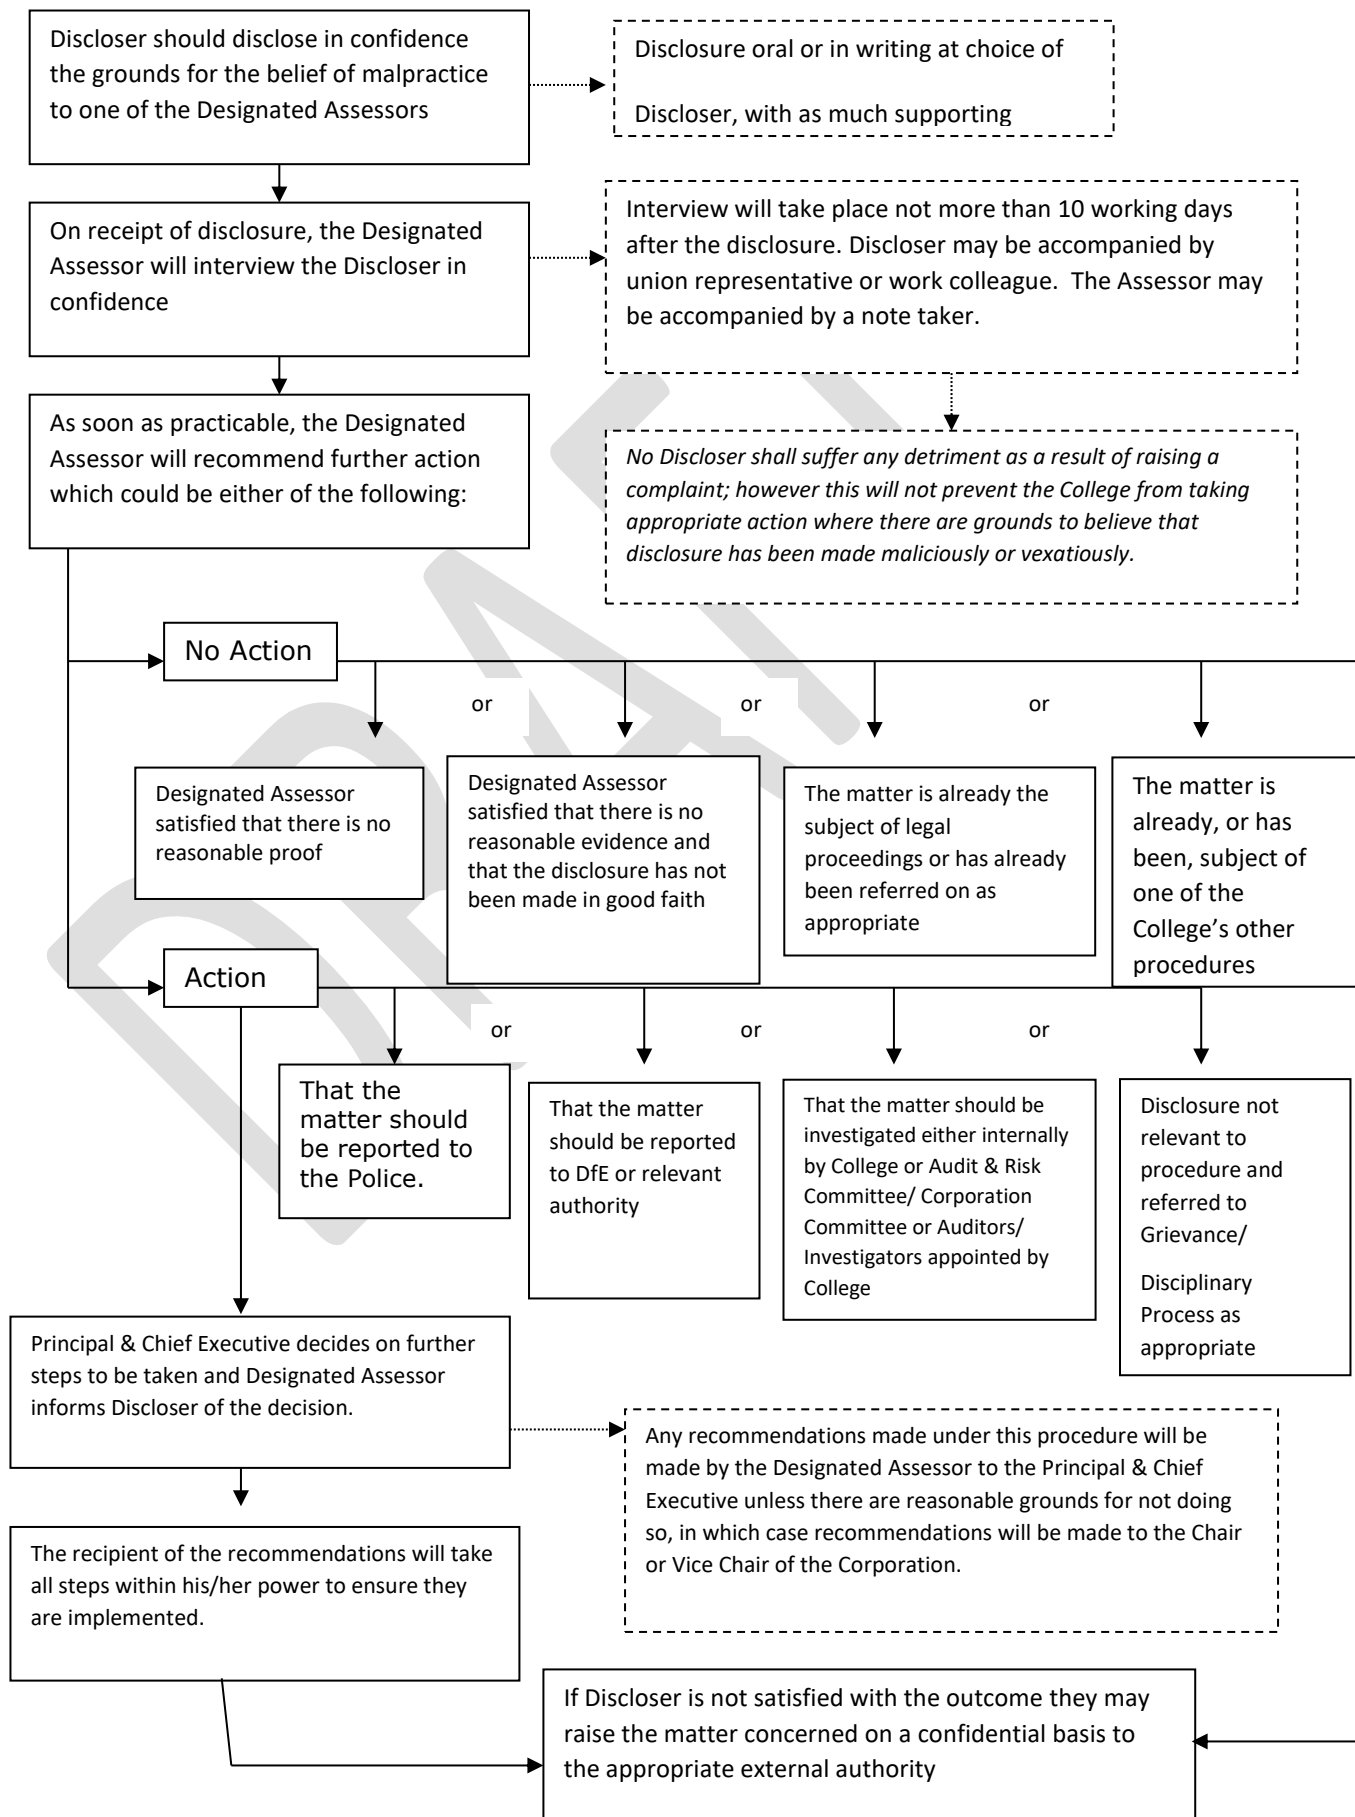 Discloser should disclose in confidence
the grounds for the belief of malpractice
to one of the Designated Assessors
Disclosure oral or in writing at choice of
Discloser, with as much supporting
On receipt of disclosure, the Designated
Assessor will interview the Discloser in
confidence
Interview will take place not more than 10 working days
after the disclosure. Discloser may be accompanied by
union representative or work colleague.  The Assessor may
be accompanied by a note taker.
As soon as practicable, the Designated
Assessor will recommend further action
which could be either of the following:
No Discloser shall suffer any detriment as a result of raising a
complaint; however this will not prevent the College from taking
appropriate action where there are grounds to believe that
disclosure has been made maliciously or vexatiously.
No Action
or
or
or
Designated Assessor
satisfied that there is no
reasonable proof
Designated Assessor
satisfied that there is no
reasonable evidence and
that the disclosure has not
been made in good faith
The matter is already the
subject of legal
proceedings or has already
been referred on as
appropriate
The matter is
already, or has
been, subject of
one of the
College’s other
procedures
Action
or
or
or
That the
matter should
be reported to
the Police.
That the matter
should be reported
to DfE or relevant
authority
That the matter should be
investigated either internally
by College or Audit & Risk
Committee/ Corporation
Committee or Auditors/
Investigators appointed by
College
Disclosure not
relevant to
procedure and
referred to
Grievance/
Disciplinary
Process as
appropriate
Principal & Chief Executive decides on further
steps to be taken and Designated Assessor
informs Discloser of the decision.
Any recommendations made under this procedure will be
made by the Designated Assessor to the Principal & Chief
Executive unless there are reasonable grounds for not doing
so, in which case recommendations will be made to the Chair
or Vice Chair of the Corporation.
The recipient of the recommendations will take
all steps within his/her power to ensure they
are implemented.
If Discloser is not satisfied with the outcome they may
raise the matter concerned on a confidential basis to
the appropriate external authority
DRAFT